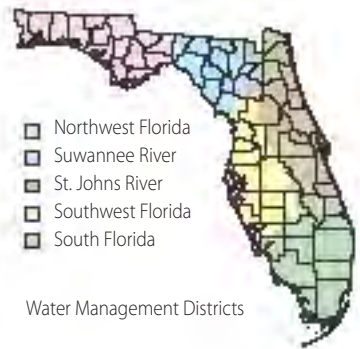 Northwest Florida
Suwannee River
St. Johns River
Southwest Florida
South Florida
Water Management Districts